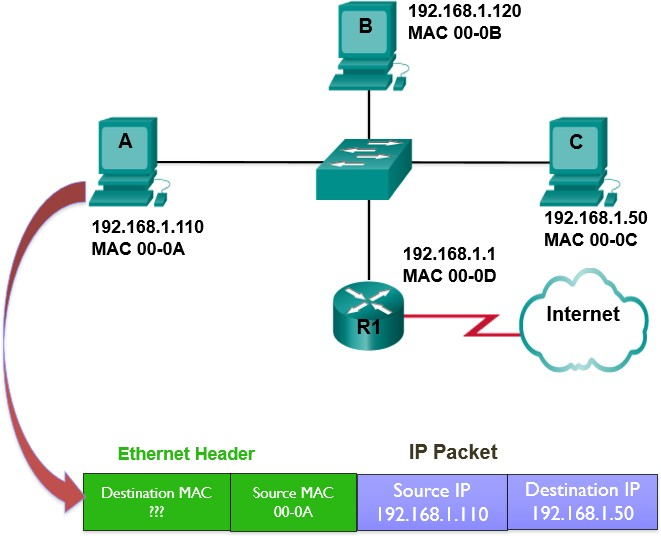 B
192.168.1.120
MAC 00-0B
A
C
192.168.1.110
MAC 00-0A
192.168.1.50
MAC 00-0C
192.168.1.1
MAC 00-0D
R1
Internet
Ethernet Header
IP Packet
Destination MAC
???
Source MAC
00-0A
Source IP
192.168.1.110
Destination IP
192.168.1.50